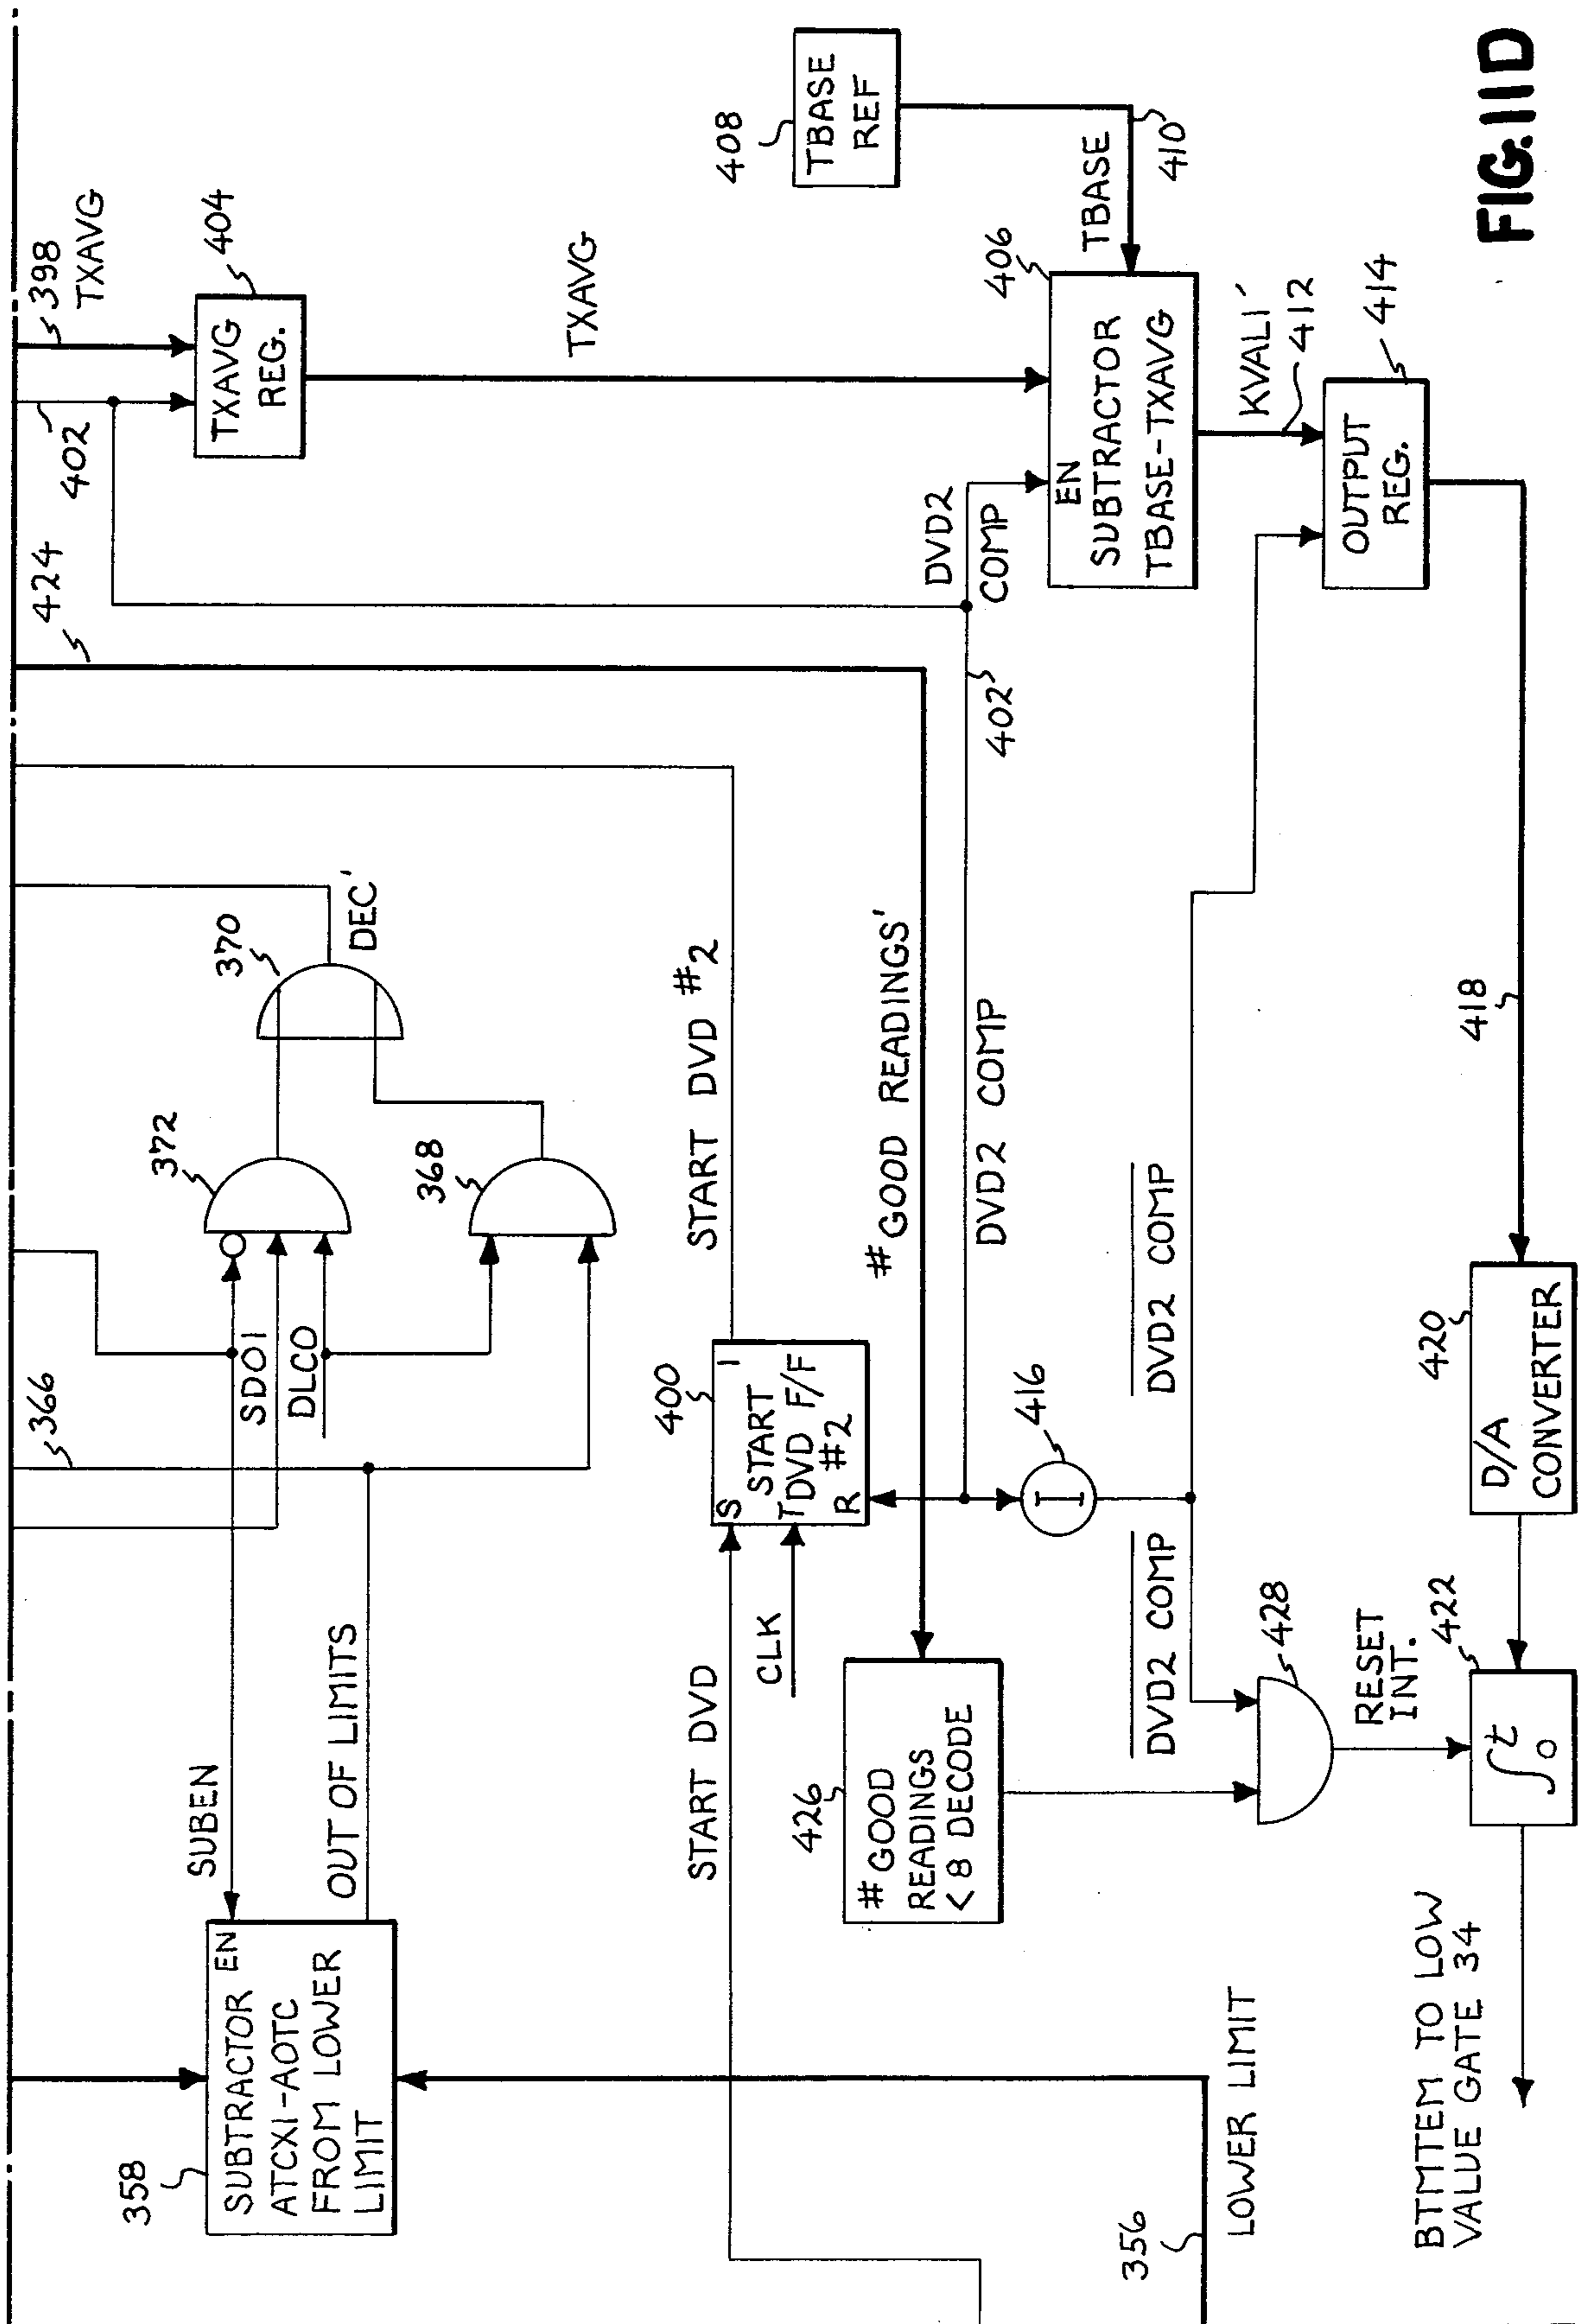 398
TXAVG
402
TXAVG
REG.
404
TXAVG
424
408
TBASE
REF
TBASE
410
406
EN
SUBTRACTOR
TBASE-TXAVG
DVD2
COMP
402
KVAL1'
412
OUTPUT
REG.
414
418
370
DEC'
372
368
366
SDO1
DLCO
SUBEN
OUT OF LIMITS
358
SUBTRACTOR EN
ATCX1-AOTC
FROM LOWER
LIMIT
START DVD #2
#GOOD READINGS'
DVD2 COMP
400
S 1
START
T DVD F/F
#2
R
CLK
START DVD
416
DVD2 COMP
DVD2 COMP
426
# GOOD
READINGS
< 8 DECODE
428
RESET
INT.
420
D/A
CONVERTER
422
∫ t
0
BTMTEM TO LOW
VALUE GATE 34
356
LOWER LIMIT
FIG.11D